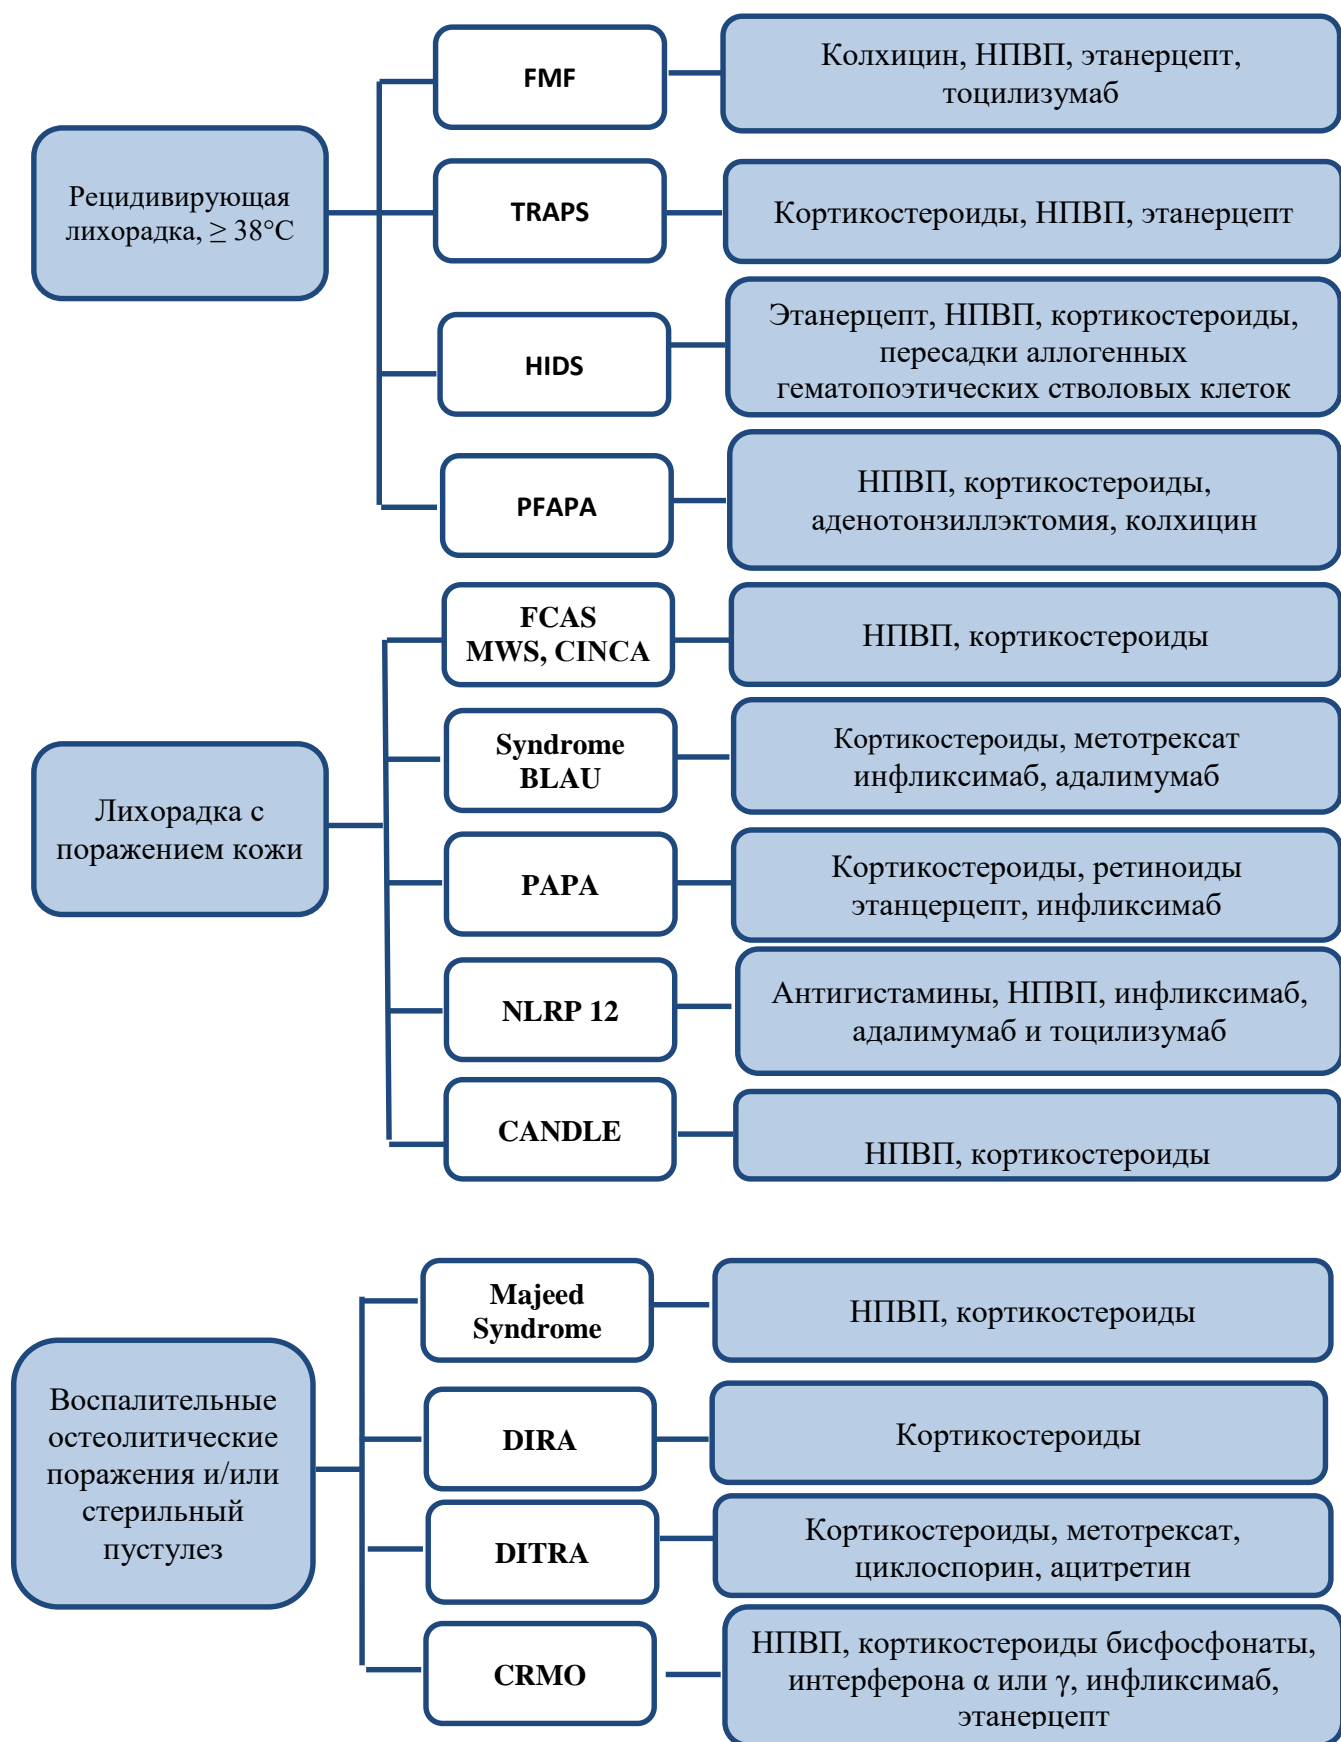 Рецидивирующая
лихорадка, ≥ 38°C
FMF
Колхицин, НПВП, этанерцепт,
тоцилизумаб
TRAPS
Кортикостероиды, НПВП, этанерцепт
HIDS
Этанерцепт, НПВП, кортикостероиды,
пересадки аллогенных
гематопоэтических стволовых клеток
PFAPA
НПВП, кортикостероиды,
аденотонзиллэктомия, колхицин
Лихорадка с
поражением кожи
FCAS
MWS, CINCA
НПВП, кортикостероиды
Syndrome
BLAU
Кортикостероиды, метотрексат
инфликсимаб, адалимумаб
PAPA
Кортикостероиды, ретиноиды
этанцерцепт, инфликсимаб
NLRP 12
Антигистамины, НПВП, инфликсимаб,
адалимумаб и тоцилизумаб
CANDLE
НПВП, кортикостероиды
Воспалительные
остеолитические
поражения и/или
стерильный
пустулез
Majeed
Syndrome
НПВП, кортикостероиды
DIRA
Кортикостероиды
DITRA
Кортикостероиды, метотрексат,
циклоспорин, ацитретин
CRMO
НПВП, кортикостероиды бисфосфонаты,
интерферона α или γ, инфликсимаб,
этанерцепт